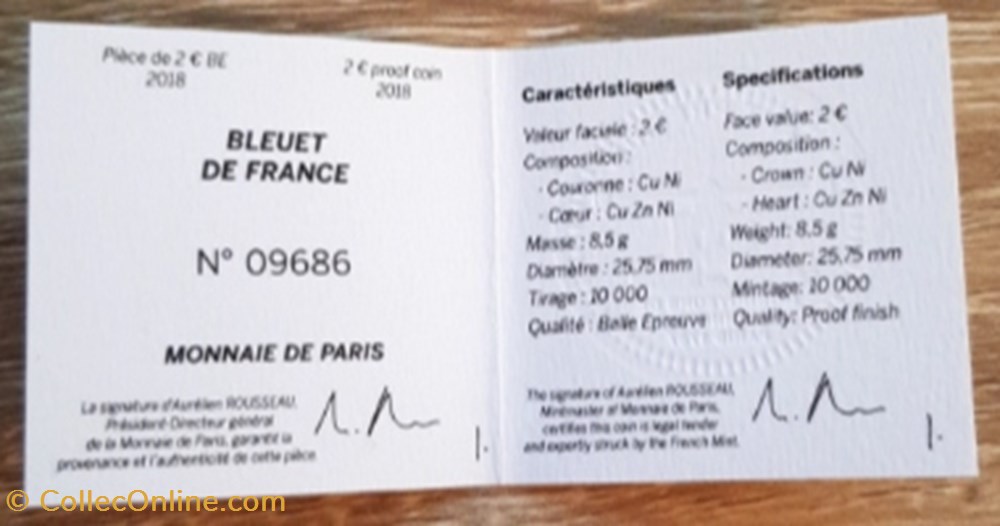 Pièce de 2 € BE
2018
2 € proof coin
2018
BLEUET
DE FRANCE
N° 09686
MONNAIE DE PARIS
La signature d'Aurélien ROUSSEAU,
Président-Directeur général
de la Monnaie de Paris, garantit la
provenance et l'authenticité de cette pièce.
Caractéristiques
Valeur faciale : 2 €
Composition :
- Couronne : Cu Ni
- Cœur : Cu Zn Ni
Masse : 8,5 g
Diamètre : 25,75 mm
Tirage : 10 000
Qualité : Belle Epreuve
Specifications
Face value: 2 €
Composition :
- Crown : Cu Ni
- Heart : Cu Zn Ni
Weight: 8,5 g
Diameter: 25,75 mm
Mintage: 10 000
Quality: Proof finish
The signature of Aurélien ROUSSEAU,
Mintmaster at Monnaie de Paris,
certifies this coin is legal tender
and expertly struck by the French Mint.
© CollecOnline.com